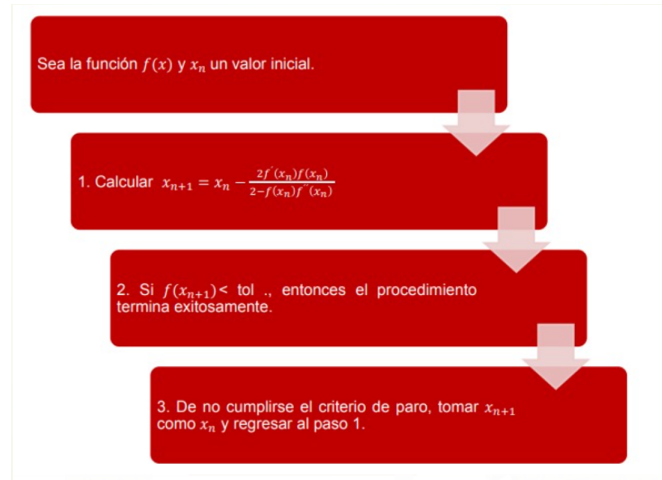 Sea la función f(x) y xₙ un valor inicial.
1. Calcular xₙ₊₁ = xₙ − 2f'(xₙ)f(xₙ) / 2−f(xₙ)f''(xₙ)
2. Si f(xₙ₊₁)< tol ., entonces el procedimiento
termina exitosamente.
3. De no cumplirse el criterio de paro, tomar xₙ₊₁
como xₙ y regresar al paso 1.